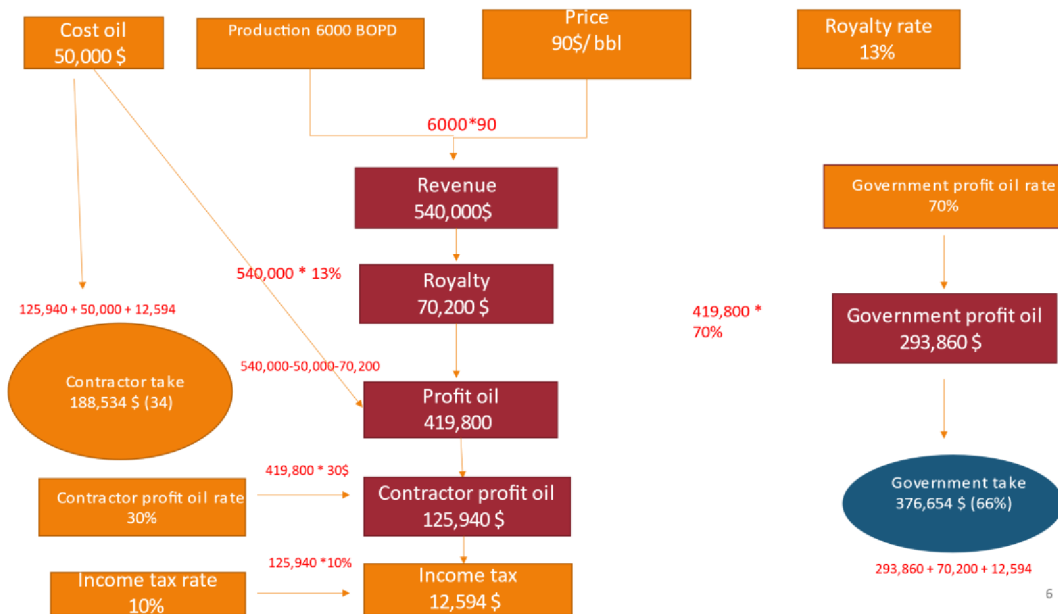 Cost oil
50,000 $
Production 6000 BOPD
Price
90$/ bbl
Royalty rate
13%
6000*90
Revenue
540,000$
Government profit oil rate
70%
540,000 * 13%
Royalty
70,200 $
125,940 + 50,000 + 12,594
419,800 *
70%
Government profit oil
293,860 $
Contractor take
188,534 $ (34)
540,000-50,000-70,200
Profit oil
419,800
419,800 * 30$
Contractor profit oil rate
30%
Contractor profit oil
125,940 $
Government take
376,654 $ (66%)
125,940 *10%
Income tax rate
10%
Income tax
12,594 $
293,860 + 70,200 + 12,594
6